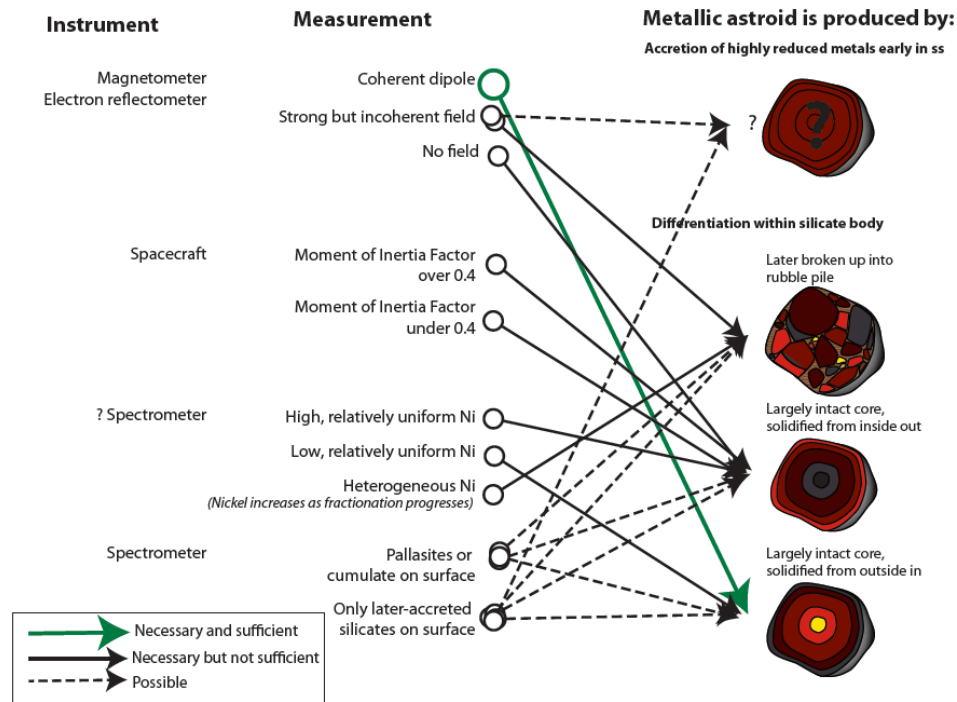 Instrument
Measurement
Metallic astroid is produced by:
Accretion of highly reduced metals early in ss
Magnetometer
Electron reflectometer
Coherent dipole
Strong but incoherent field
No field
?
?
Differentiation within silicate body
Spacecraft
Moment of Inertia Factor
over 0.4
Moment of Inertia Factor
under 0.4
Later broken up into
rubble pile
? Spectrometer
High, relatively uniform Ni
Low, relatively uniform Ni
Heterogeneous Ni
(Nickel increases as fractionation progresses)
Largely intact core,
solidified from inside out
Spectrometer
Pallasites or
cumulate on surface
Only later-accreted
silicates on surface
Largely intact core,
solidified from outside in
Necessary and sufficient
Necessary but not sufficient
Possible